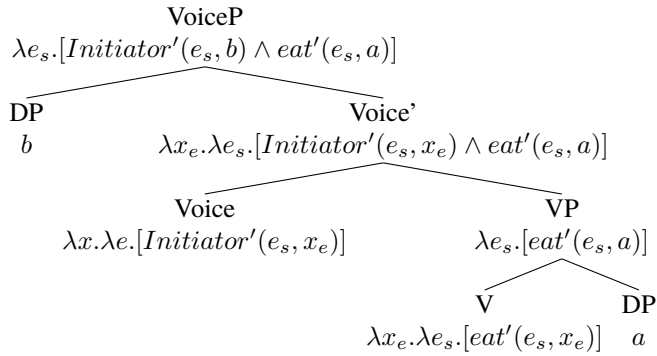 VoiceP
λe_s.[Initiator′(e_s, b) ∧ eat′(e_s, a)]
DP Voice’
b λx_e.λe_s.[Initiator′(e_s, x_e) ∧ eat′(e_s, a)]
Voice VP
λx.λe.[Initiator′(e_s, x_e)] λe_s.[eat′(e_s, a)]
V DP
λx_e.λe_s.[eat′(e_s, x_e)] a